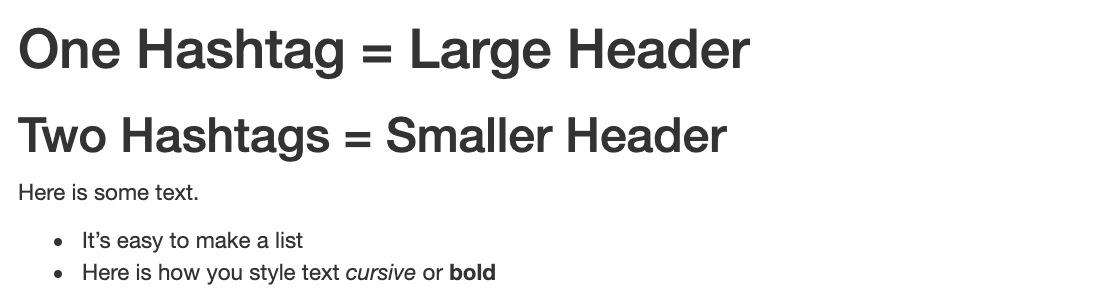 One Hashtag = Large Header
Two Hashtags = Smaller Header
Here is some text.
• It’s easy to make a list
• Here is how you style text cursive or bold